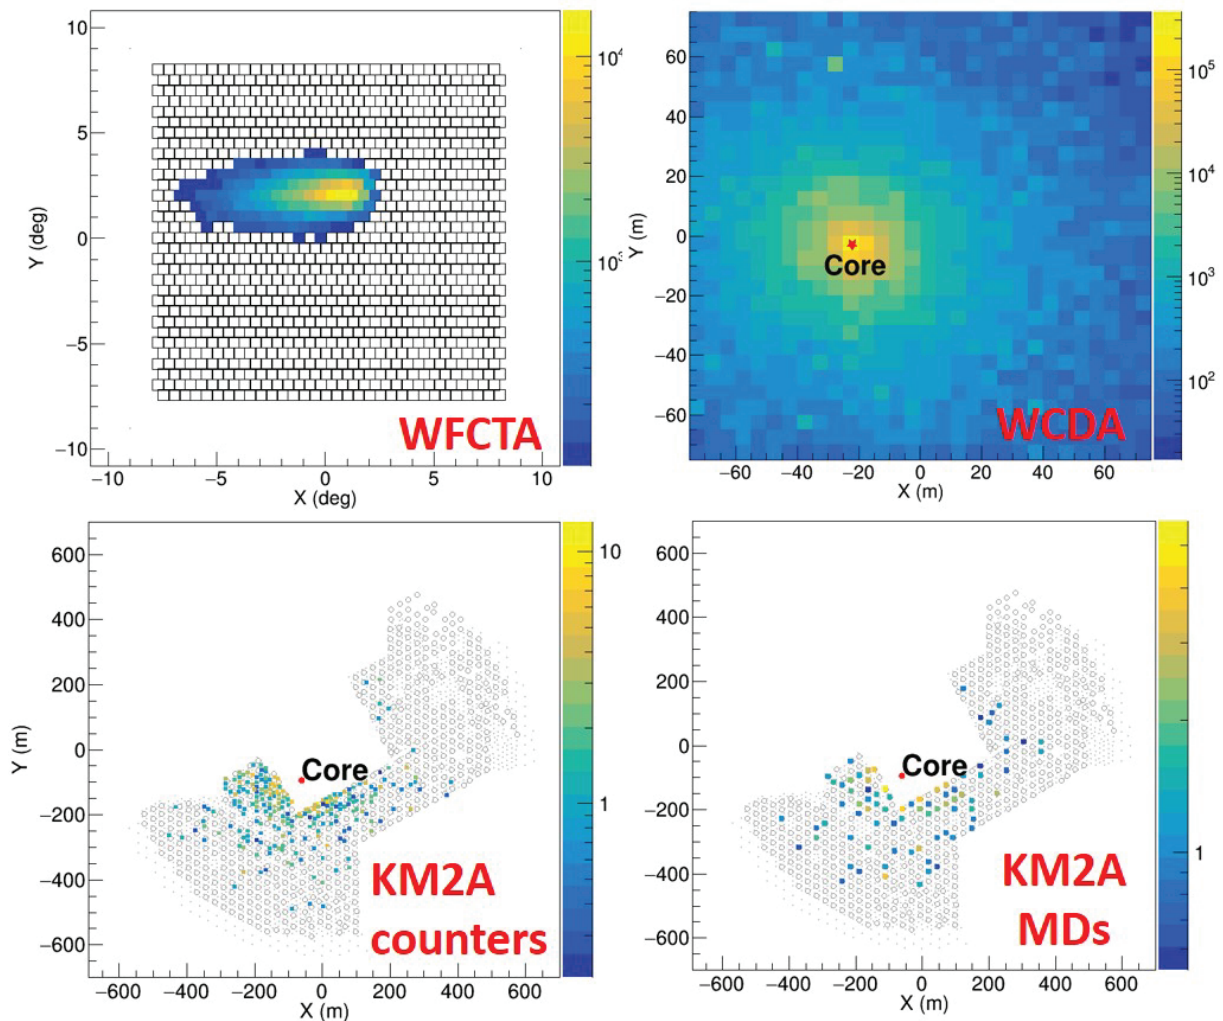 10
5
0
−5
−10
Y (deg)
−10 −5 0 5 10
X (deg)
10⁴
10³
WFCTA
60
40
20
0
−20
−40
−60
Y (m)
−60 −40 −20 0 20 40 60
X (m)
10⁵
10⁴
10³
10²
Core
WCDA
600
400
200
0
−200
−400
−600
Y (m)
−600 −400 −200 0 200 400 600
X (m)
10
1
Core
KM2A
counters
600
400
200
0
−200
−400
−600
−600 −400 −200 0 200 400 600
X (m)
1
Core
KM2A
MDs